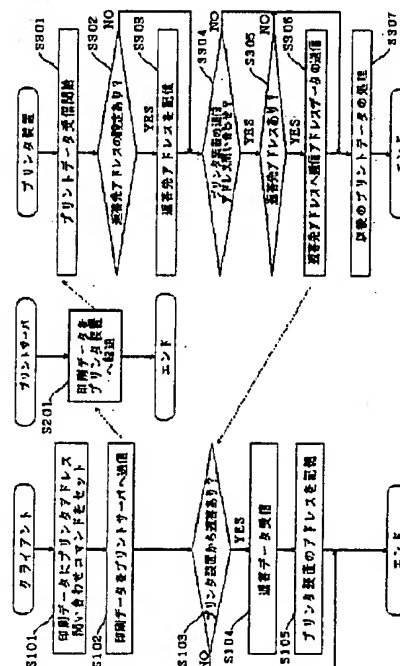 クライアント
S101
印刷データにプリンタアドレス
問い合わせコマンドをセット
S102
印刷データをプリントサーバへ送信
S103
プリンタ装置から返答あり？
NO
YES
S104
返答データ受信
S105
プリンタ装置のアドレスを記憶
エンド
プリントサーバ
S201
印刷データを
プリンタ装置
へ転送
エンド
プリンタ装置
S301
プリントデータ受信開始
S302
返答先アドレスの設定あり？
NO
YES
S303
返答先アドレスを記憶
S304
プリンタ装置の通信
アドレス問い合わせ？
NO
YES
S305
返答先アドレスあり？
NO
YES
S306
返答先アドレスへ通信アドレスデータの送信
S307
以後のプリントデータの処理
エンド